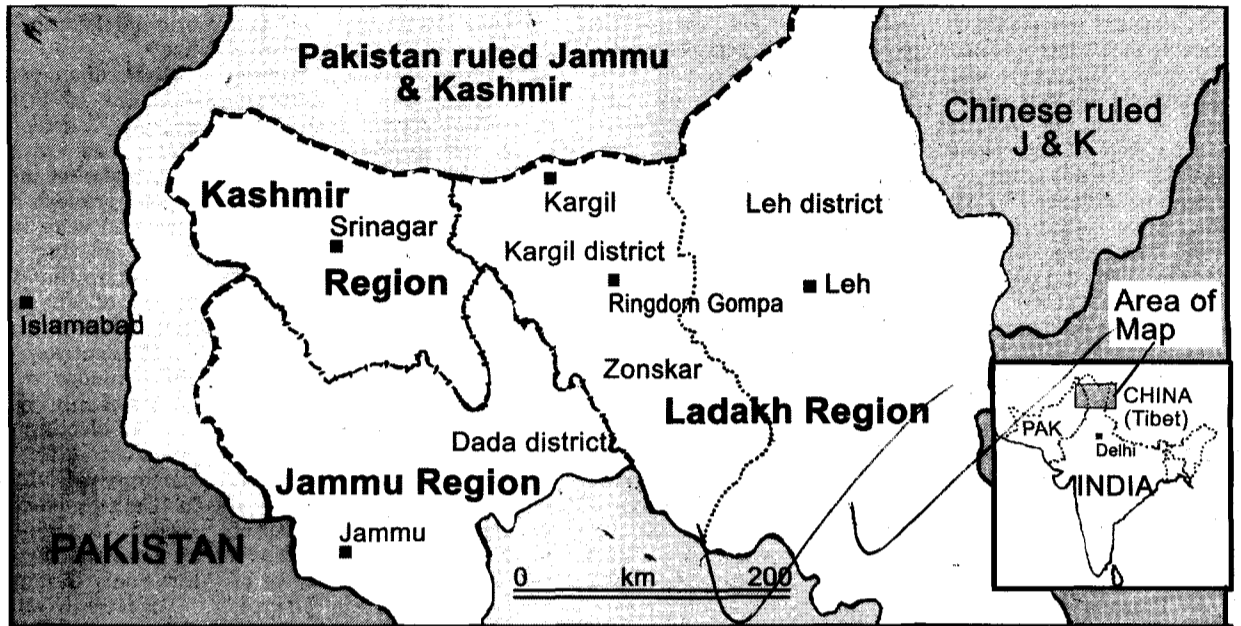 Pakistan ruled Jammu
& Kashmir
Chinese ruled
J & K
Kashmir
Srinagar
Region
Kargil
Kargil district
Ringdom Gompa
Leh district
Leh
Islamabad
Zonskar
Ladakh Region
Dada district
Jammu Region
Jammu
PAKISTAN
0 km 200
Area of
Map
CHINA
(Tibet)
PAK
Delhi
INDIA